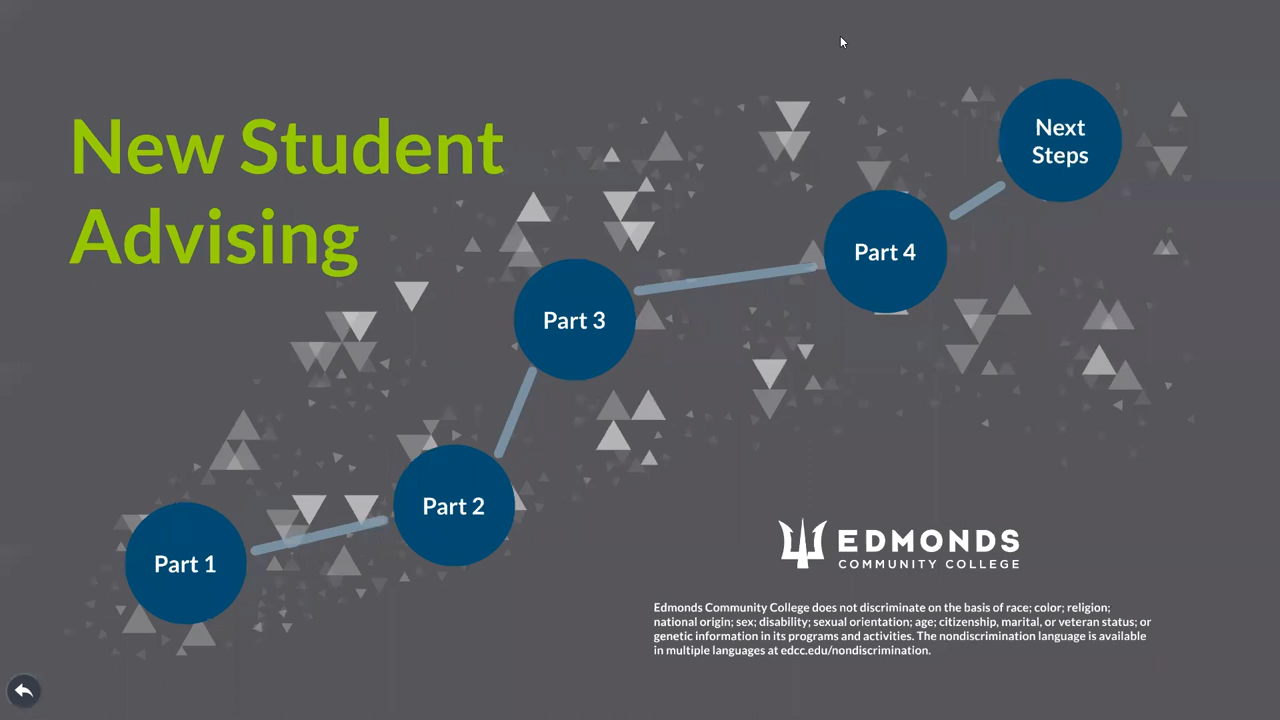 New Student
Advising
Next
Steps
Part 4
Part 3
Part 2
Part 1
EDMONDS
COMMUNITY COLLEGE
Edmonds Community College does not discriminate on the basis of race; color; religion;
national origin; sex; disability; sexual orientation; age; citizenship, marital, or veteran status; or
genetic information in its programs and activities. The nondiscrimination language is available
in multiple languages at edcc.edu/nondiscrimination.